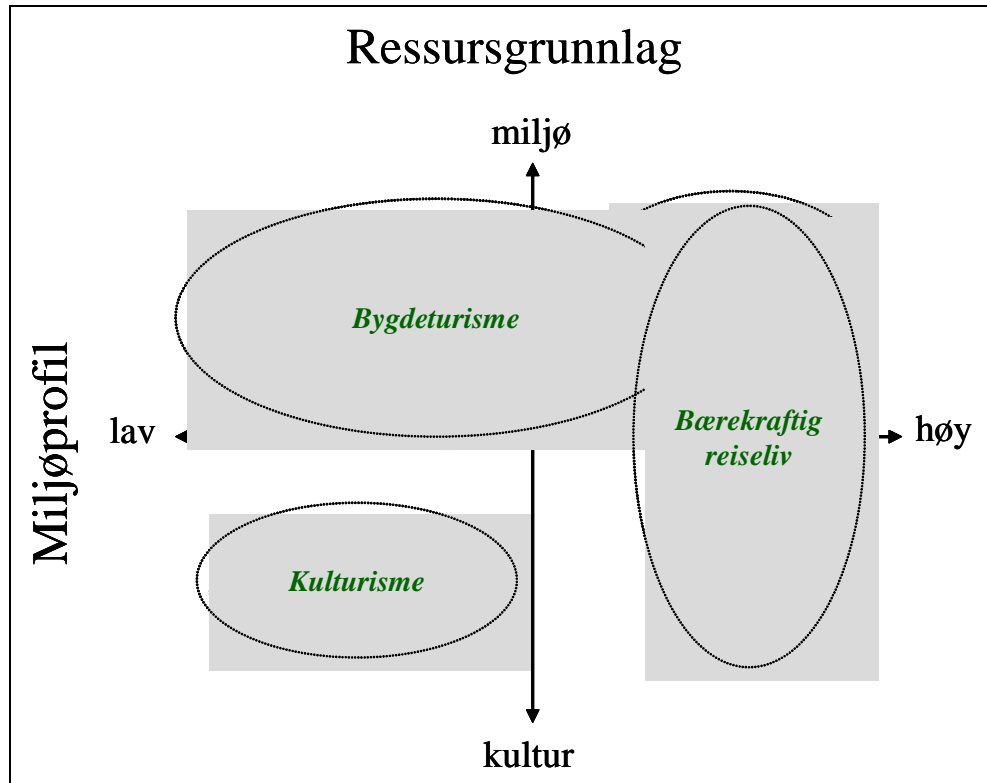 Ressursgrunnlag
miljø
Bygdeturisme
Miljøprofil
lav
Bærekraftig
reiseliv
høy
Kulturisme
kultur